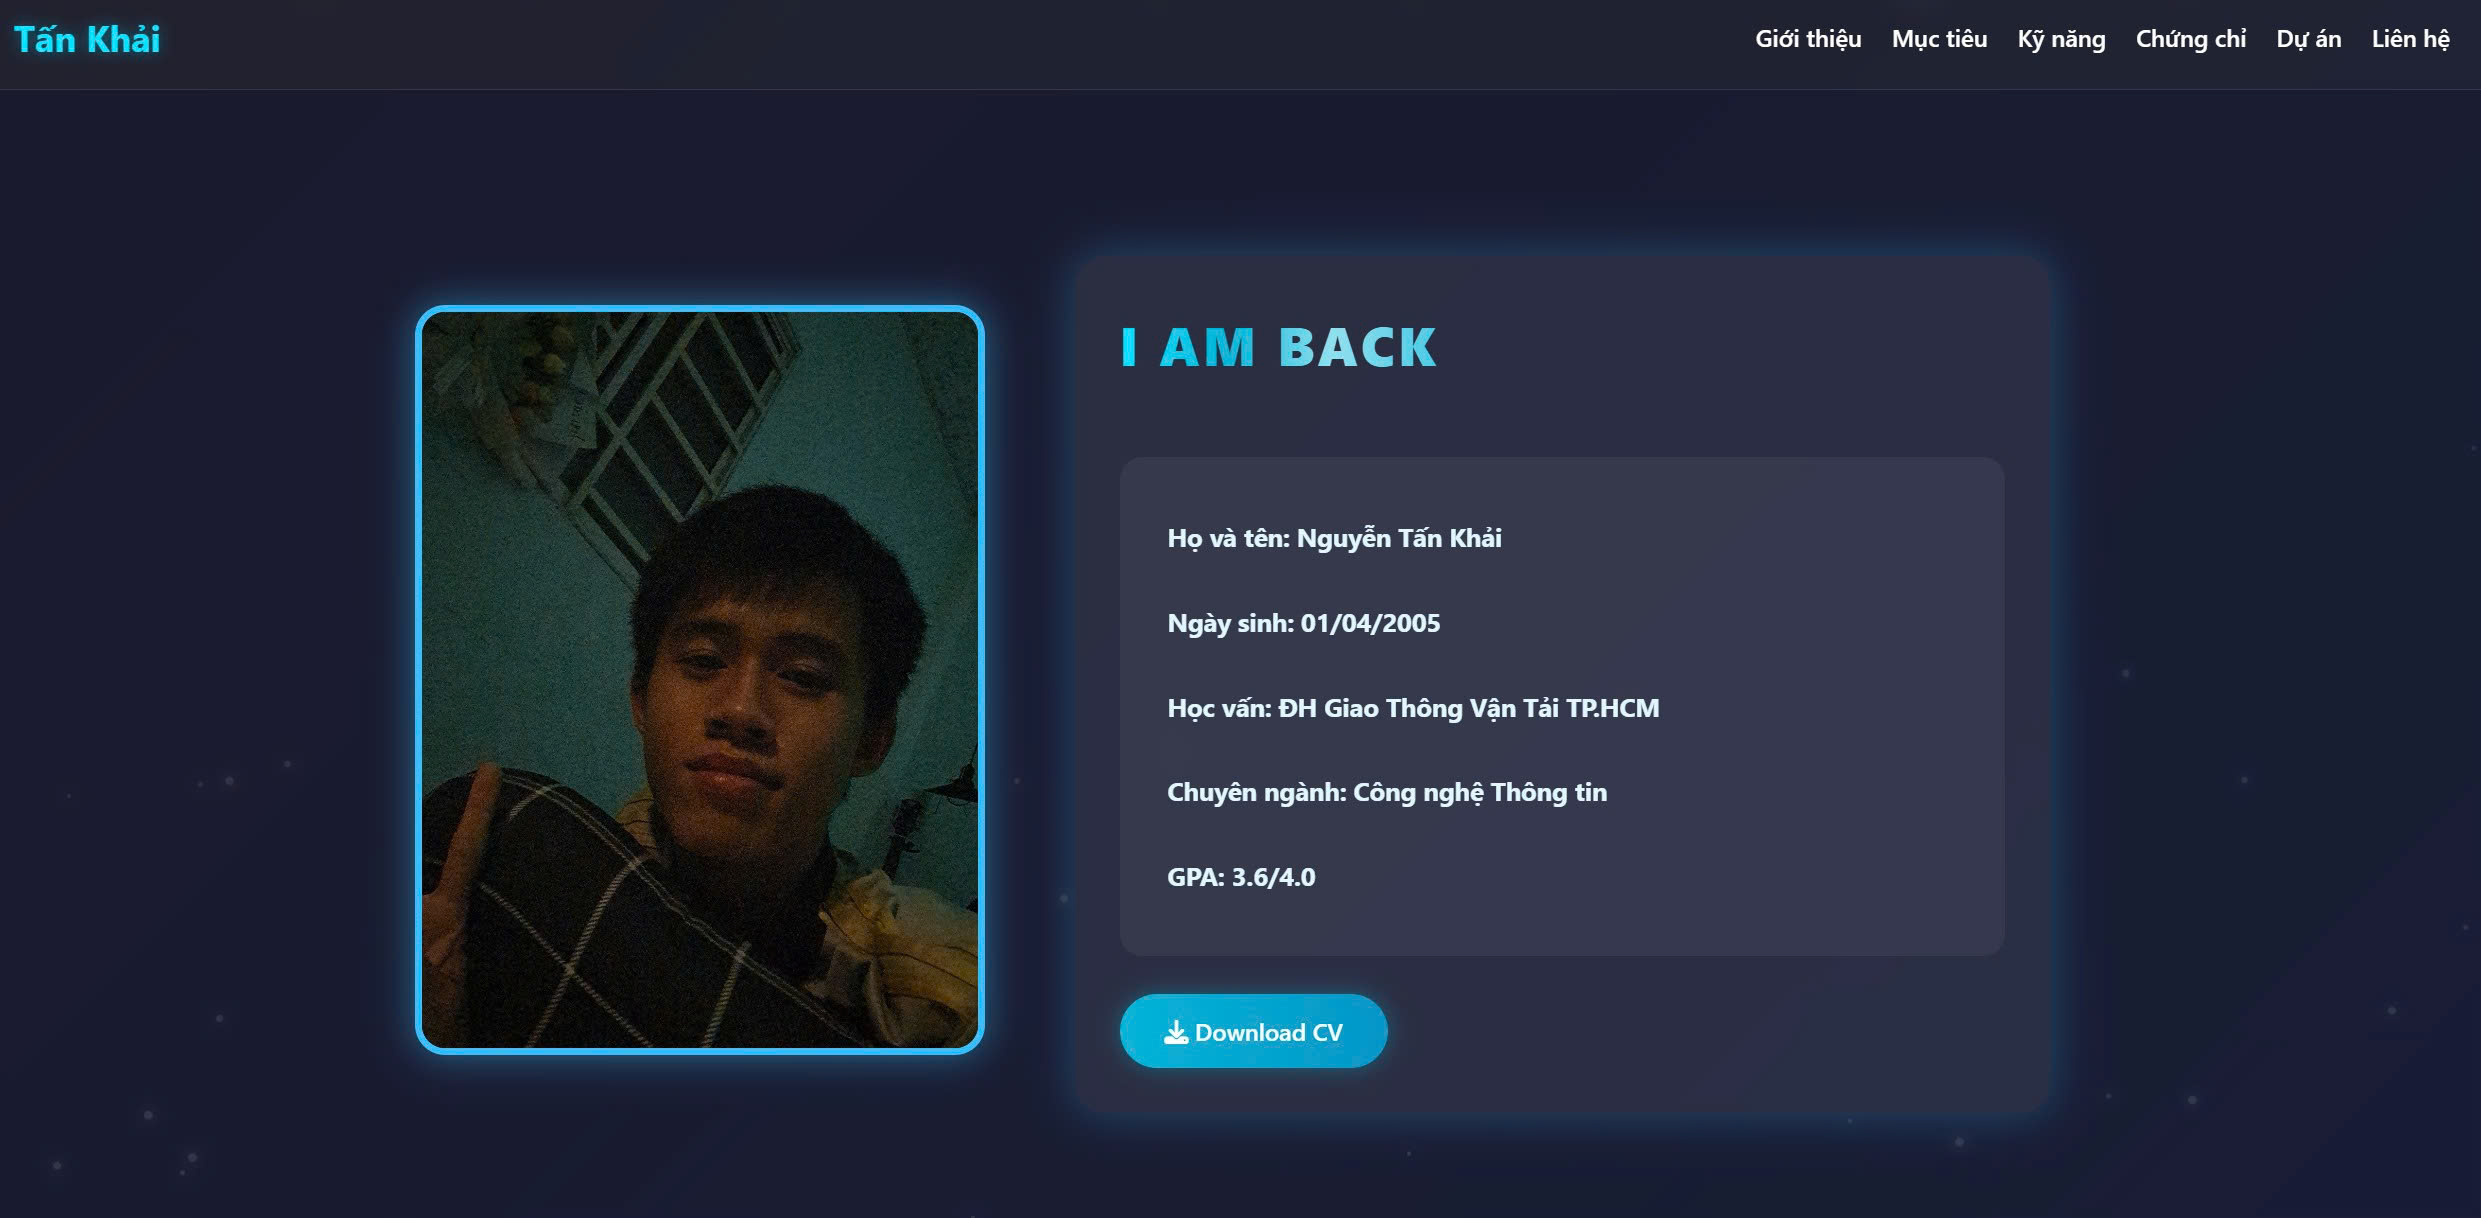 Tấn Khải
Giới thiệu Mục tiêu Kỹ năng Chứng chỉ Dự án Liên hệ
I AM BACK
Họ và tên: Nguyễn Tấn Khải
Ngày sinh: 01/04/2005
Học vấn: ĐH Giao Thông Vận Tải TP.HCM
Chuyên ngành: Công nghệ Thông tin
GPA: 3.6/4.0
Download CV